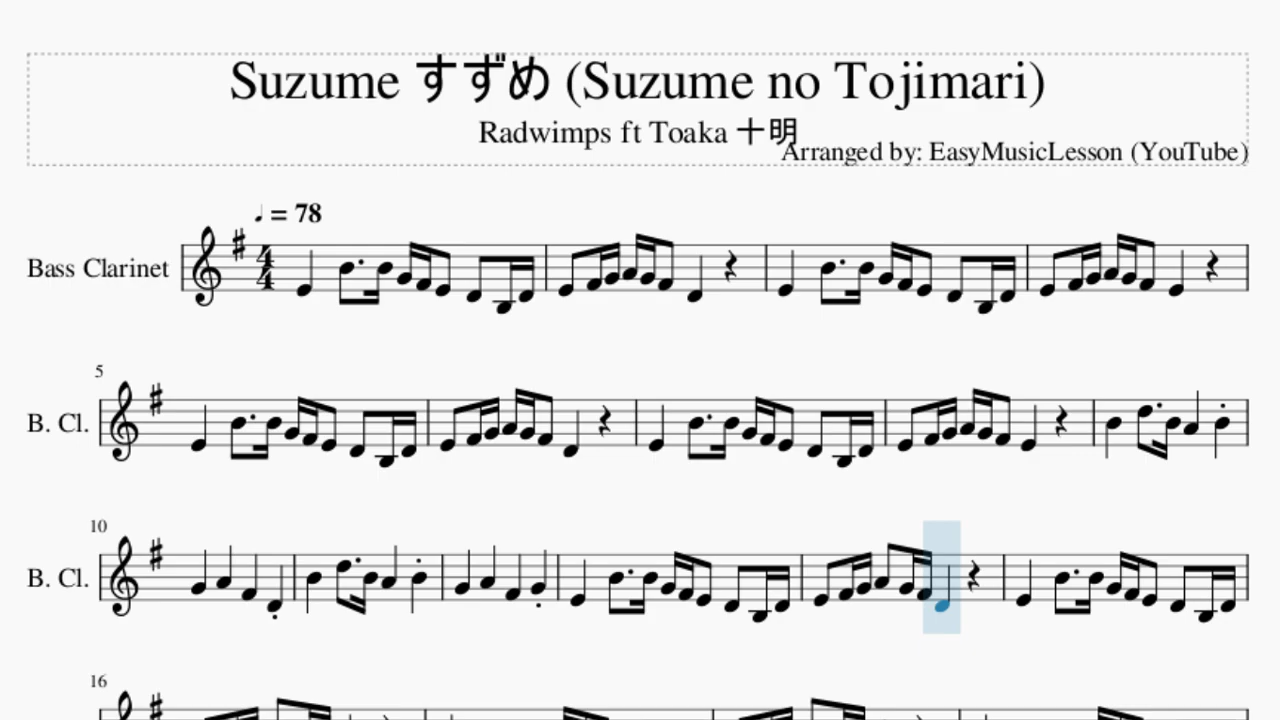 Suzume すずめ (Suzume no Tojimari)
Radwimps ft Toaka 十明
Arranged by: EasyMusicLesson (YouTube)
♩ = 78
Bass Clarinet
4
4
5
B. Cl.
10
B. Cl.
16